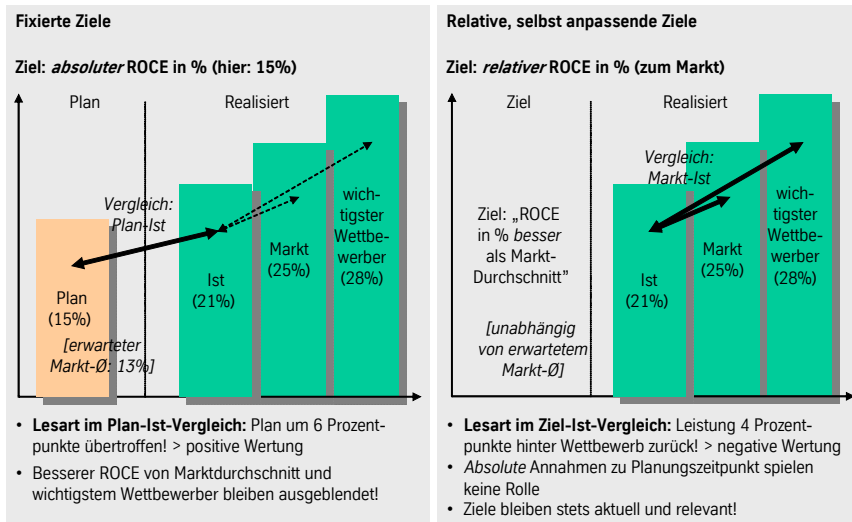 Fixierte Ziele
Ziel: absoluter ROCE in % (hier: 15%)
Plan
Realisiert
Vergleich:
Plan-Ist
Plan
(15%)
[erwarteter
Markt-Ø: 13%]
Ist
(21%)
Markt
(25%)
wich-
tigster
Wettbe-
werber
(28%)
• Lesart im Plan-Ist-Vergleich: Plan um 6 Prozent-
punkte übertroffen! > positive Wertung
• Besserer ROCE von Marktdurchschnitt und
wichtigstem Wettbewerber bleiben ausgeblendet!
Relative, selbst anpassende Ziele
Ziel: relativer ROCE in % (zum Markt)
Ziel
Realisiert
Vergleich:
Markt-Ist
Ziel: „ROCE
in % besser
als Markt-
Durchschnitt”
[unabhängig
von erwartetem
Markt-Ø]
Ist
(21%)
Markt
(25%)
wich-
tigster
Wettbe-
werber
(28%)
• Lesart im Ziel-Ist-Vergleich: Leistung 4 Prozent-
punkte hinter Wettbewerb zurück! > negative Wertung
• Absolute Annahmen zu Planungszeitpunkt spielen
keine Rolle
• Ziele bleiben stets aktuell und relevant!